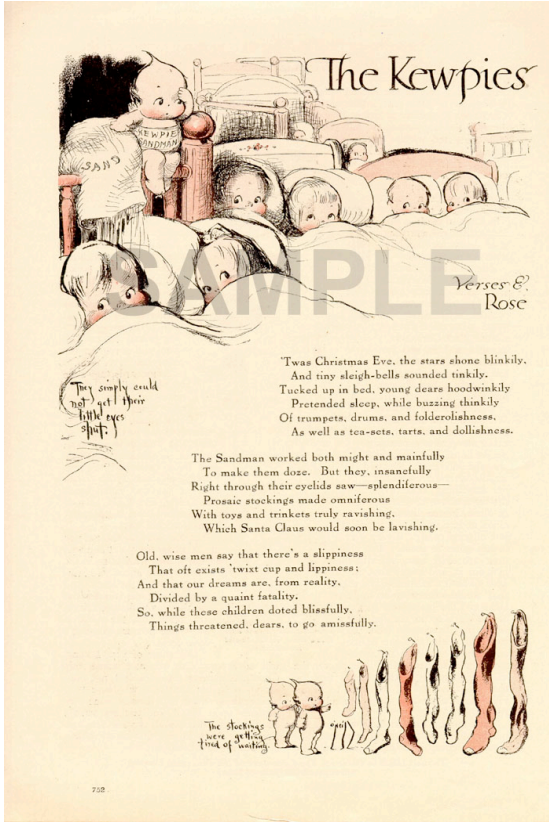 The Kewpies
KEWPIE
SANDMAN
SAND
SAMPLE
Verses &
Rose
'Twas Christmas Eve, the stars shone blinkily,
And tiny sleigh-bells sounded tinkily.
Tucked up in bed, young dears hoodwinkily
Pretended sleep, while buzzing thinkily
Of trumpets, drums, and folderolishness,
As well as tea-sets, tarts, and dollishness.
They simply could
not get their
little eyes
shut.
The Sandman worked both might and mainfully
To make them doze. But they, insanefully
Right through their eyelids saw—splendiferous—
Prosaic stockings made omniferous
With toys and trinkets truly ravishing,
Which Santa Claus would soon be lavishing.
Old, wise men say that there's a slippiness
That oft exists 'twixt cup and lippiness;
And that our dreams are, from reality,
Divided by a quaint fatality.
So, while these children doted blissfully,
Things threatened, dears, to go amissfully.
The stockings
were getting
tired of waiting.
752